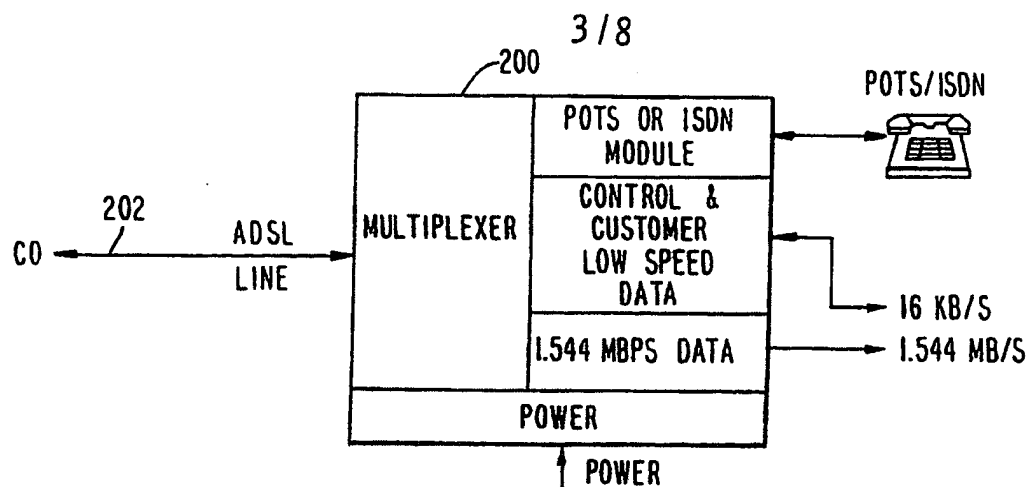 3/8
200
POTS/ISDN
POTS OR ISDN
MODULE
CONTROL &
CUSTOMER
LOW SPEED
DATA
MULTIPLEXER
202
CO
ADSL
LINE
16 KB/S
1.544 MBPS DATA
1.544 MB/S
POWER
POWER